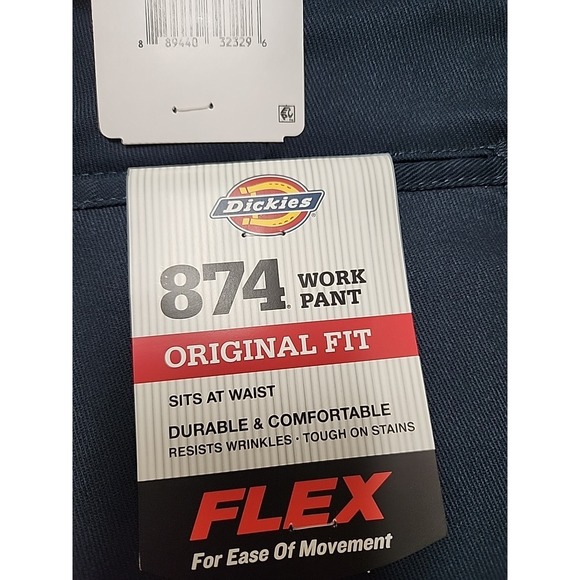 8 89440 32329 6
Dickies
874 WORK PANT
ORIGINAL FIT
SITS AT WAIST
DURABLE & COMFORTABLE
RESISTS WRINKLES · TOUGH ON STAINS
FLEX
For Ease Of Movement